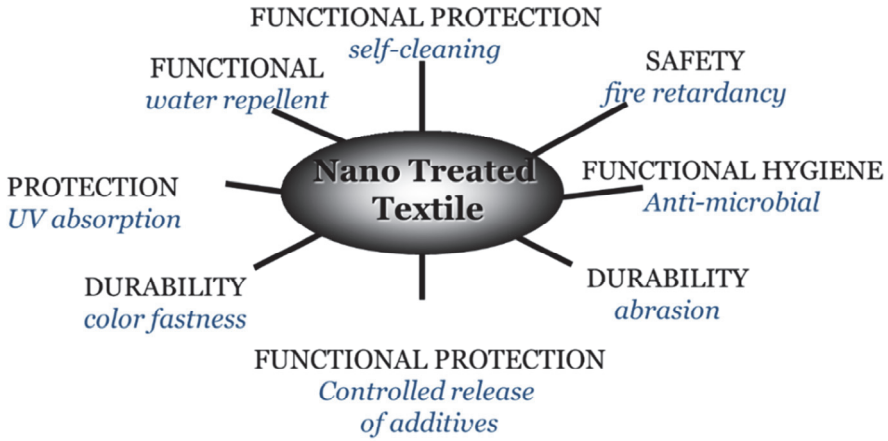 FUNCTIONAL PROTECTION
self-cleaning
FUNCTIONAL
water repellent
SAFETY
fire retardancy
Nano Treated
Textile
PROTECTION
UV absorption
FUNCTIONAL HYGIENE
Anti-microbial
DURABILITY
color fastness
DURABILITY
abrasion
FUNCTIONAL PROTECTION
Controlled release
of additives